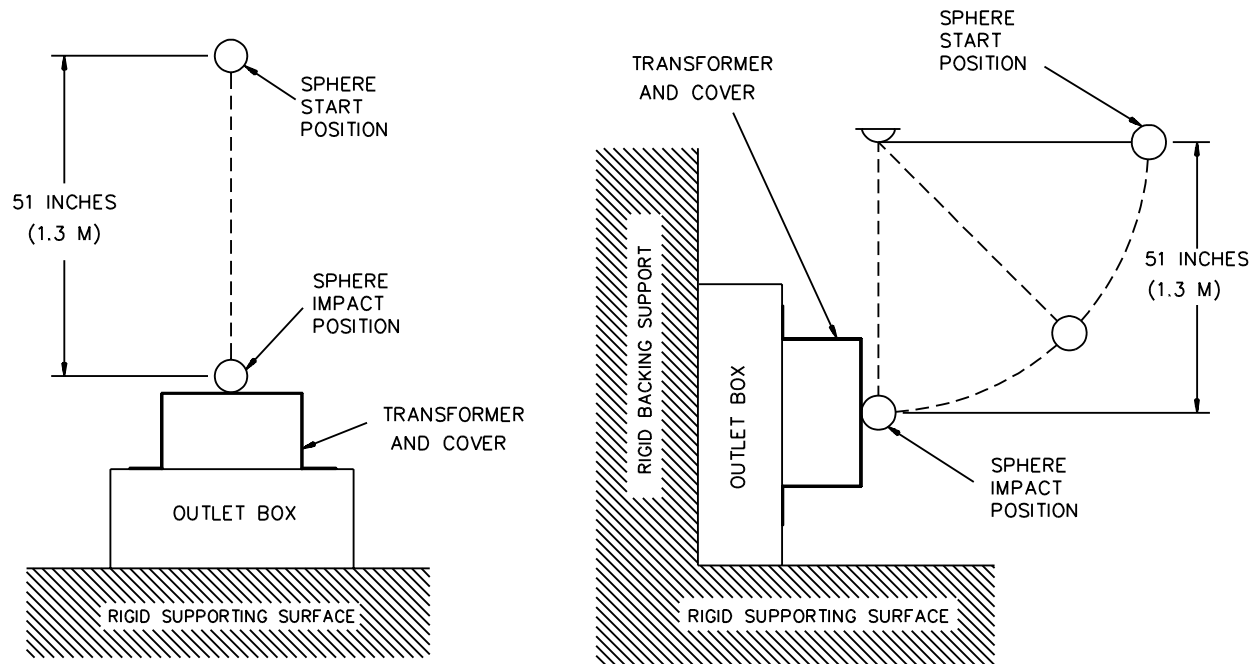 SPHERE
START
POSITION
51 INCHES
(1.3 M)
SPHERE
IMPACT
POSITION
TRANSFORMER
AND COVER
OUTLET BOX
RIGID SUPPORTING SURFACE
SPHERE
START
POSITION
TRANSFORMER
AND COVER
51 INCHES
(1.3 M)
RIGID BACKING SUPPORT
OUTLET BOX
SPHERE
IMPACT
POSITION
RIGID SUPPORTING SURFACE